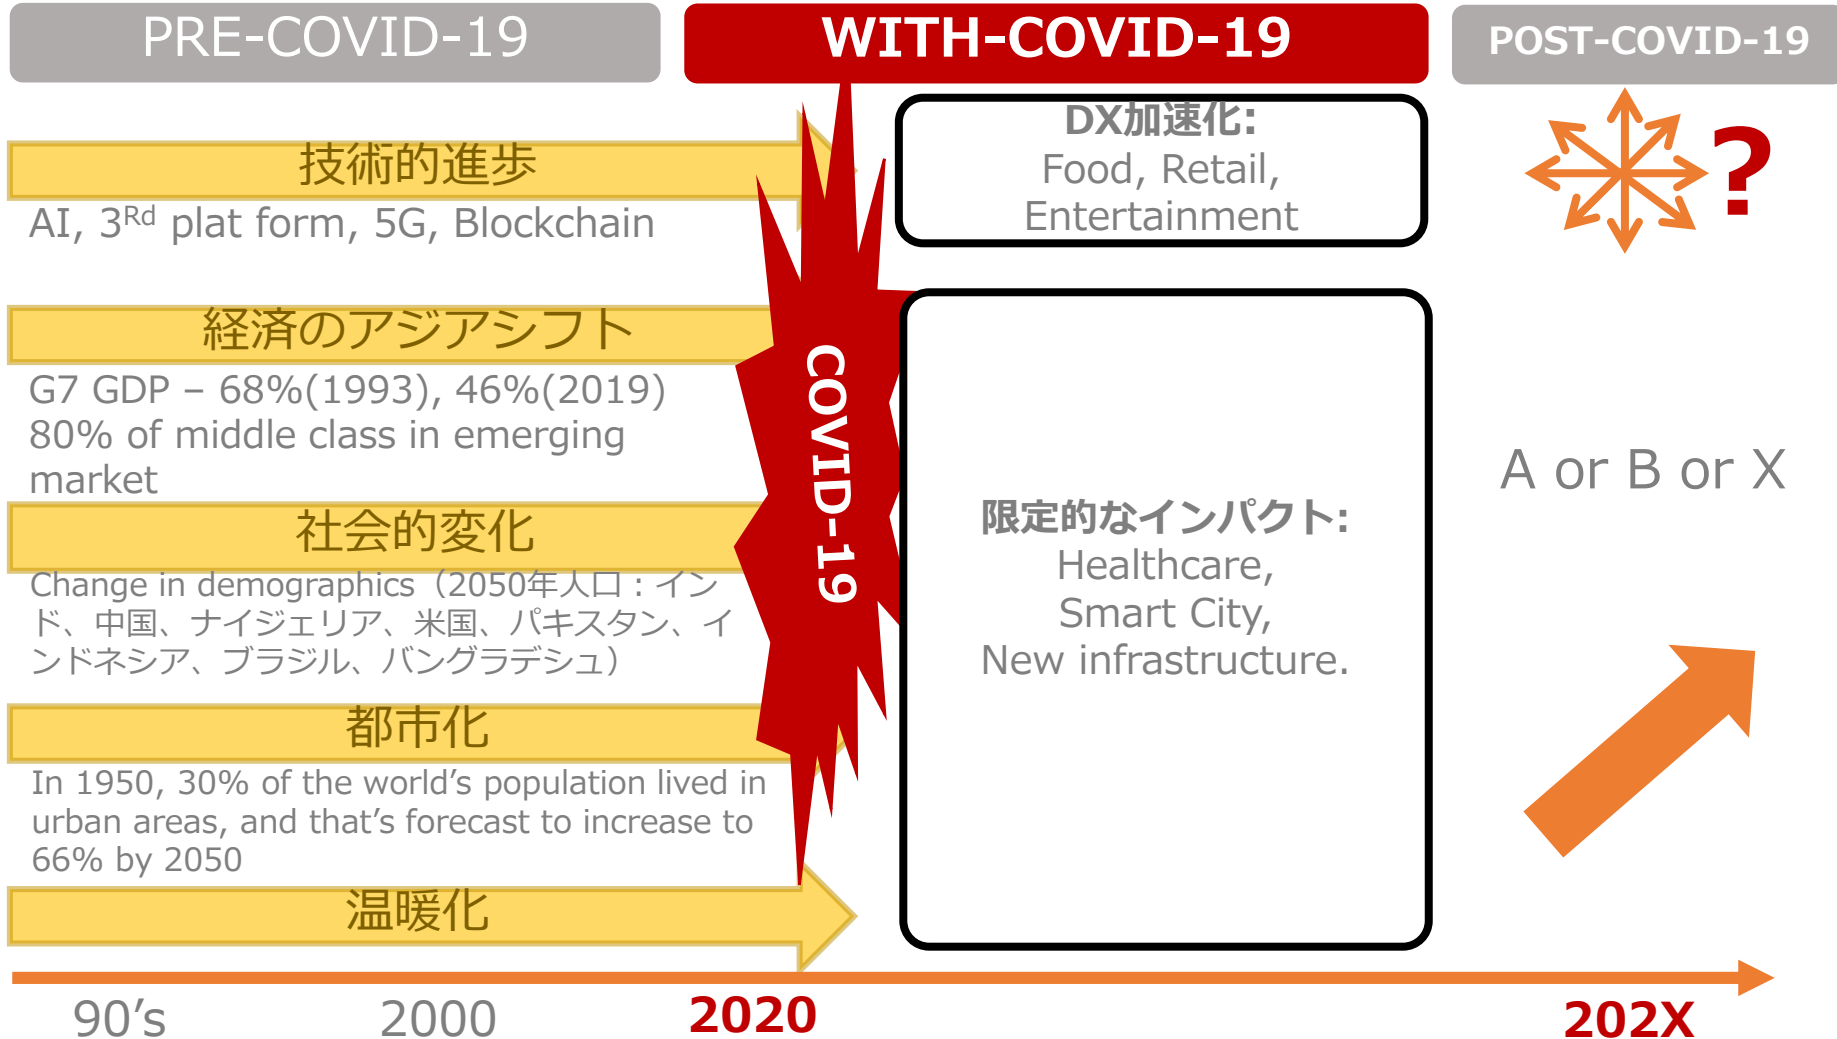 PRE-COVID-19
WITH-COVID-19
POST-COVID-19
技術的進歩
AI, 3Rd plat form, 5G, Blockchain
経済のアジアシフト
G7 GDP – 68%(1993), 46%(2019)
80% of middle class in emerging
market
社会的変化
Change in demographics（2050年人口：イン
ド、中国、ナイジェリア、米国、パキスタン、イ
ンドネシア、ブラジル、バングラデシュ）
都市化
In 1950, 30% of the world’s population lived in
urban areas, and that’s forecast to increase to
66% by 2050
温暖化
COVID-19
DX加速化:
Food, Retail,
Entertainment
限定的なインパクト:
Healthcare,
Smart City,
New infrastructure.
?
A or B or X
90’s
2000
2020
202X